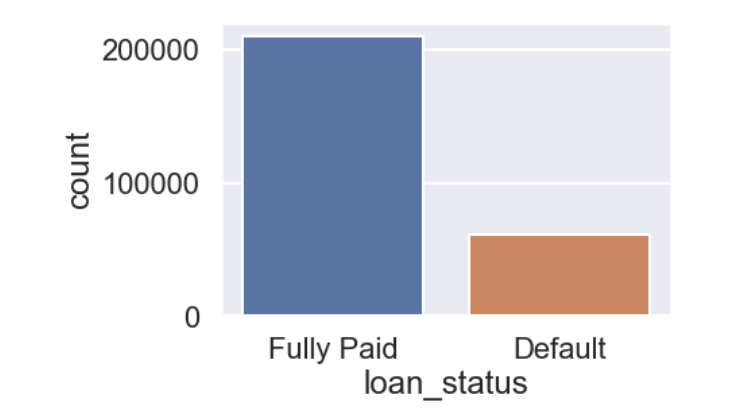 200000
100000
0
count
Fully Paid
Default
loan_status